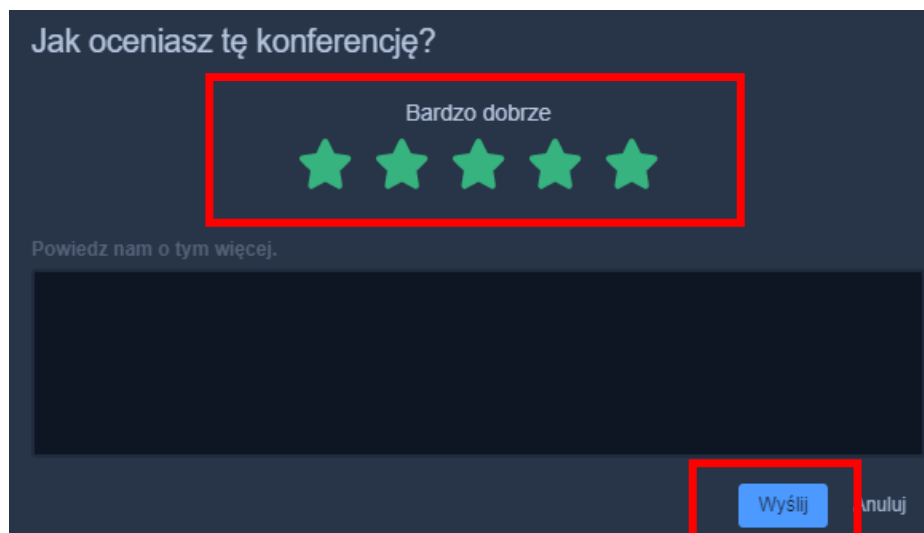 Jak oceniasz tę konferencję?
Bardzo dobrze
Powiedz nam o tym więcej.
Wyślij Anuluj